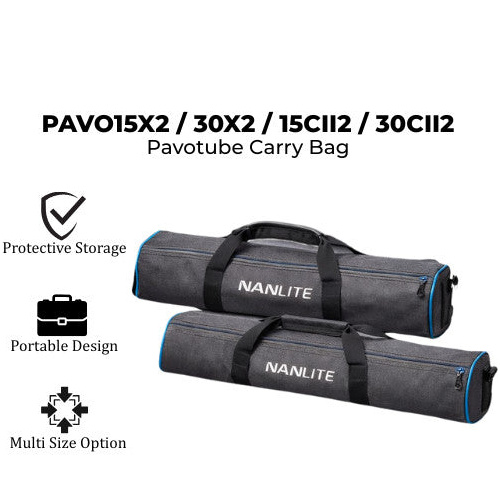 PAVO15X2 / 30X2 / 15CII2 / 30CII2
Pavotube Carry Bag
Protective Storage
Portable Design
Multi Size Option
NANLITE
NANLITE